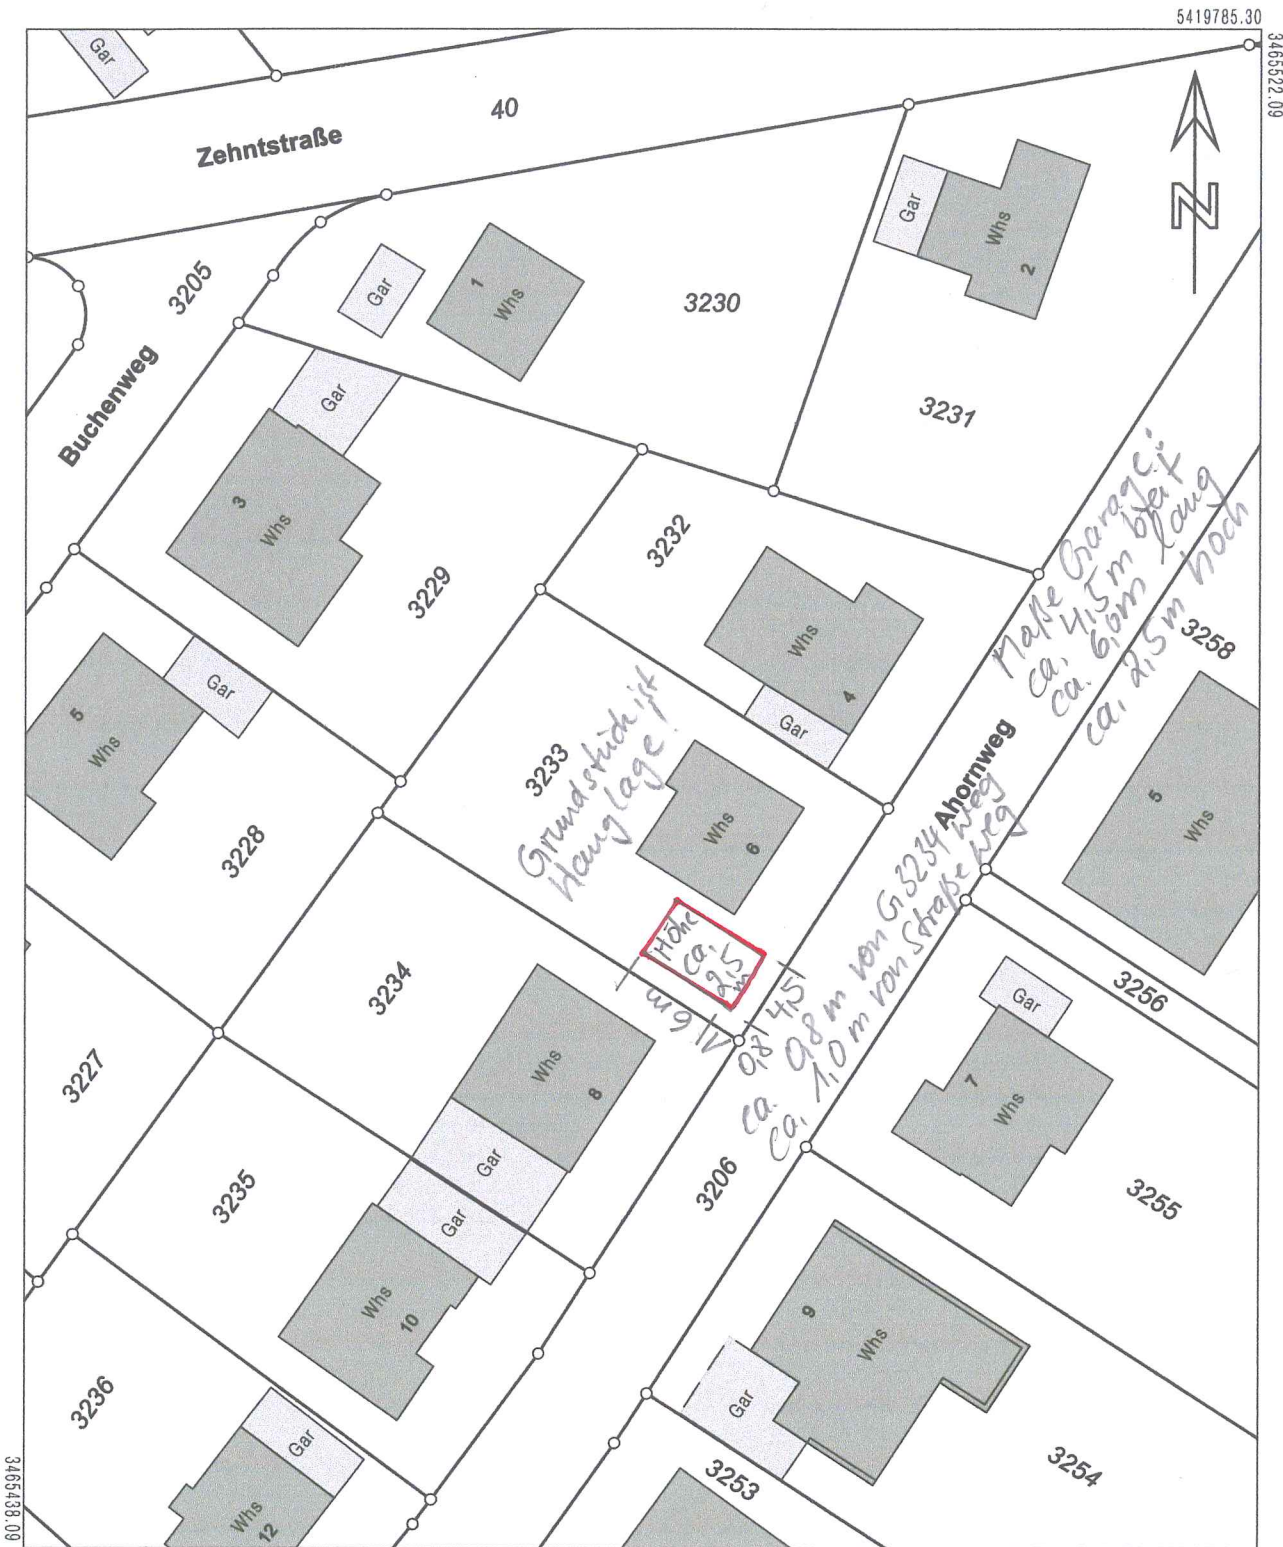 5419785.30
3465522.09
Gar
40
Zehntstraße
Gar
Whs
2
3205
Gar
1
Whs
3230
Buchenweg
Gar
3231
3
Whs
Maße Garage:
ca. 4,5 m breit
ca. 6,0 m lang
ca. 2,5 m hoch
3232
3229
3258
Whs
4
Gar
5
Whs
Gar
3233
Grundstück ist
Hanglage!
Ahornweg
5
Whs
3228
Whs
6
ca. 0,8 m von G 3234 weg
ca. 1,0 m von Straße weg
Höhe
ca.
2,5
m
6 m
4,5
0,8
3234
3256
Gar
7
Whs
3227
Whs
8
Gar
3206
3255
3235
Gar
Whs
10
9
Whs
Gar
3236
Gar
3253
3254
Whs
12
3465438.09